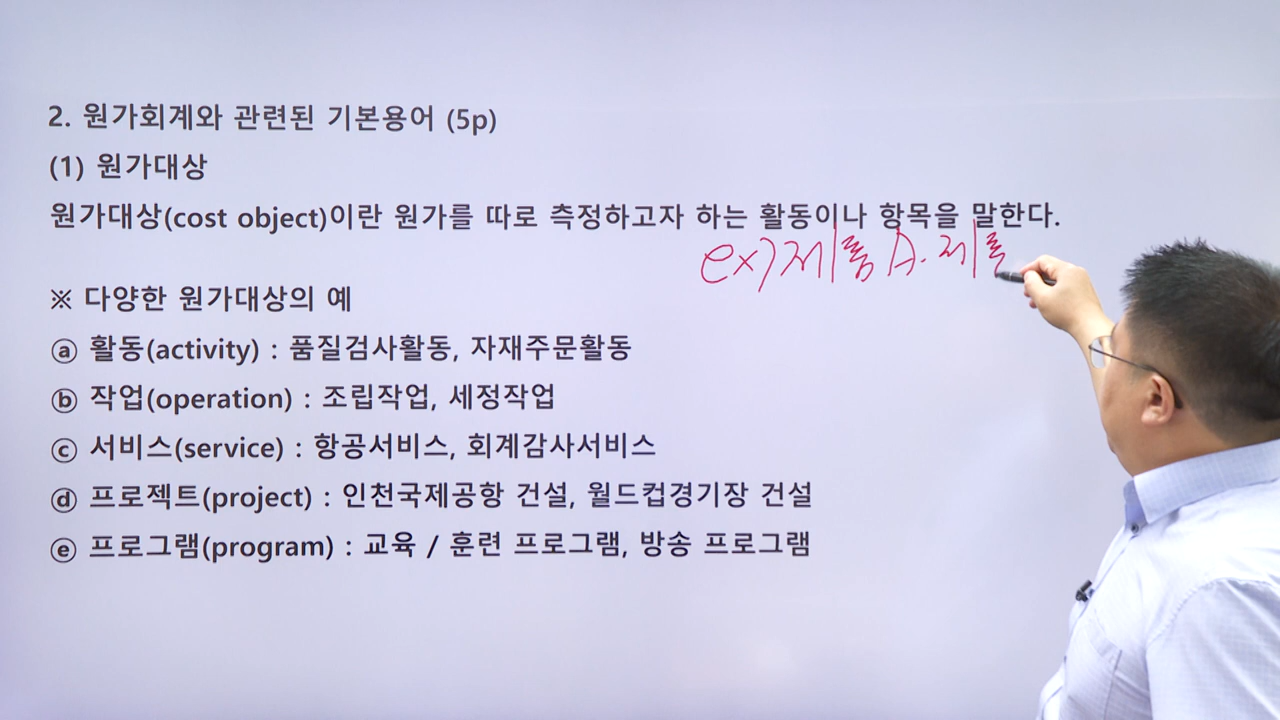 2. 원가회계와 관련된 기본용어 (5p)
(1) 원가대상
원가대상(cost object)이란 원가를 따로 측정하고자 하는 활동이나 항목을 말한다.
ex) 제품 A. 제품
※ 다양한 원가대상의 예
ⓐ 활동(activity) : 품질검사활동, 자재주문활동
ⓑ 작업(operation) : 조립작업, 세정작업
ⓒ 서비스(service) : 항공서비스, 회계감사서비스
ⓓ 프로젝트(project) : 인천국제공항 건설, 월드컵경기장 건설
ⓔ 프로그램(program) : 교육 / 훈련 프로그램, 방송 프로그램